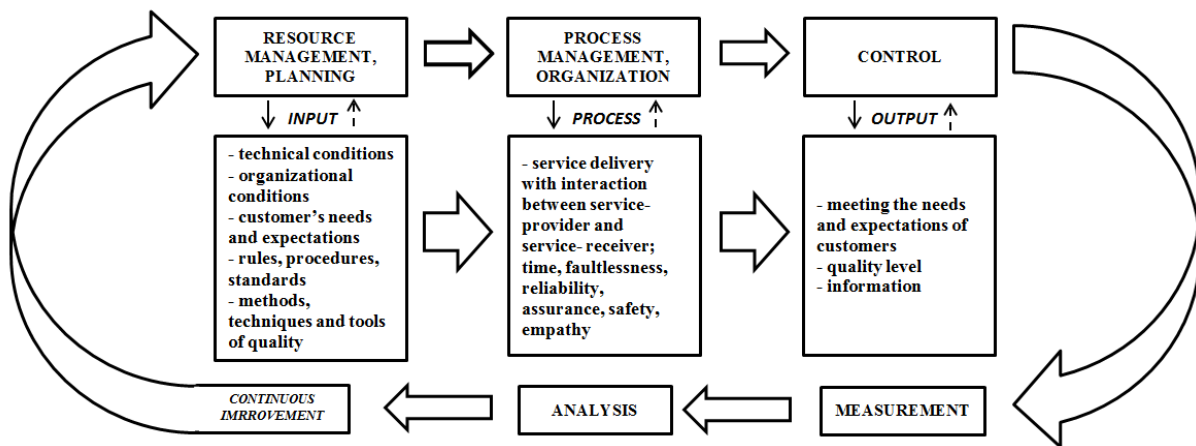 RESOURCE
MANAGEMENT,
PLANNING
PROCESS
MANAGEMENT,
ORGANIZATION
CONTROL
INPUT
PROCESS
OUTPUT
- technical conditions
- organizational
conditions
- customer’s needs
and expectations
- rules, procedures,
standards
- methods,
techniques and tools
of quality
- service delivery
with interaction
between service-
provider and
service- receiver;
time, faultlessness,
reliability,
assurance, safety,
empathy
- meeting the needs
and expectations of
customers
- quality level
- information
CONTINUOUS
IMRROVEMENT
ANALYSIS
MEASUREMENT